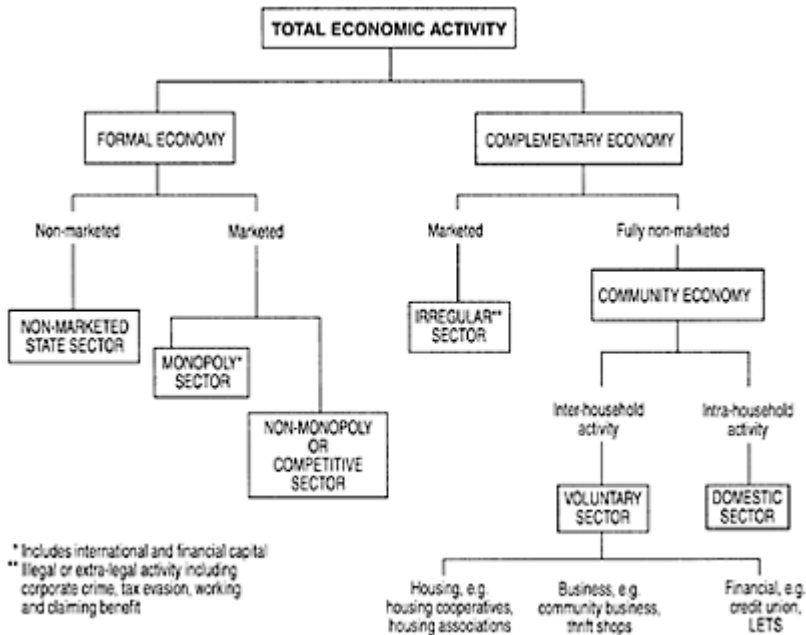 TOTAL ECONOMIC ACTIVITY
FORMAL ECONOMY
COMPLEMENTARY ECONOMY
Non-marketed
Marketed
Marketed
Fully non-marketed
NON-MARKETED
STATE SECTOR
MONOPOLY*
SECTOR
NON-MONOPOLY
OR
COMPETITIVE
SECTOR
IRREGULAR**
SECTOR
COMMUNITY ECONOMY
Inter-household
activity
Intra-household
activity
VOLUNTARY
SECTOR
DOMESTIC
SECTOR
Housing, e.g.
housing cooperatives,
housing associations
Business, e.g.
community business,
thrift shops
Financial, e.g.
credit union,
LETS
* Includes international and financial capital
** Illegal or extra-legal activity including
corporate crime, tax evasion, working
and claiming benefit